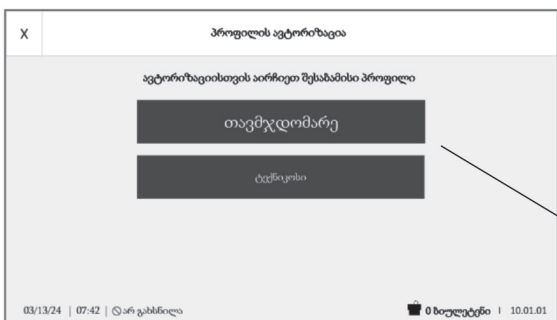 X პროფილის ავტორიზაცია
ავტორიზაციისთვის აირჩიეთ შესაბამისი პროფილი
თავმჯდომარე
ტექნიკოსი
03/13/24 | 07:42 | არ გახსნილა 0 ბიულეტენი | 10.01.01